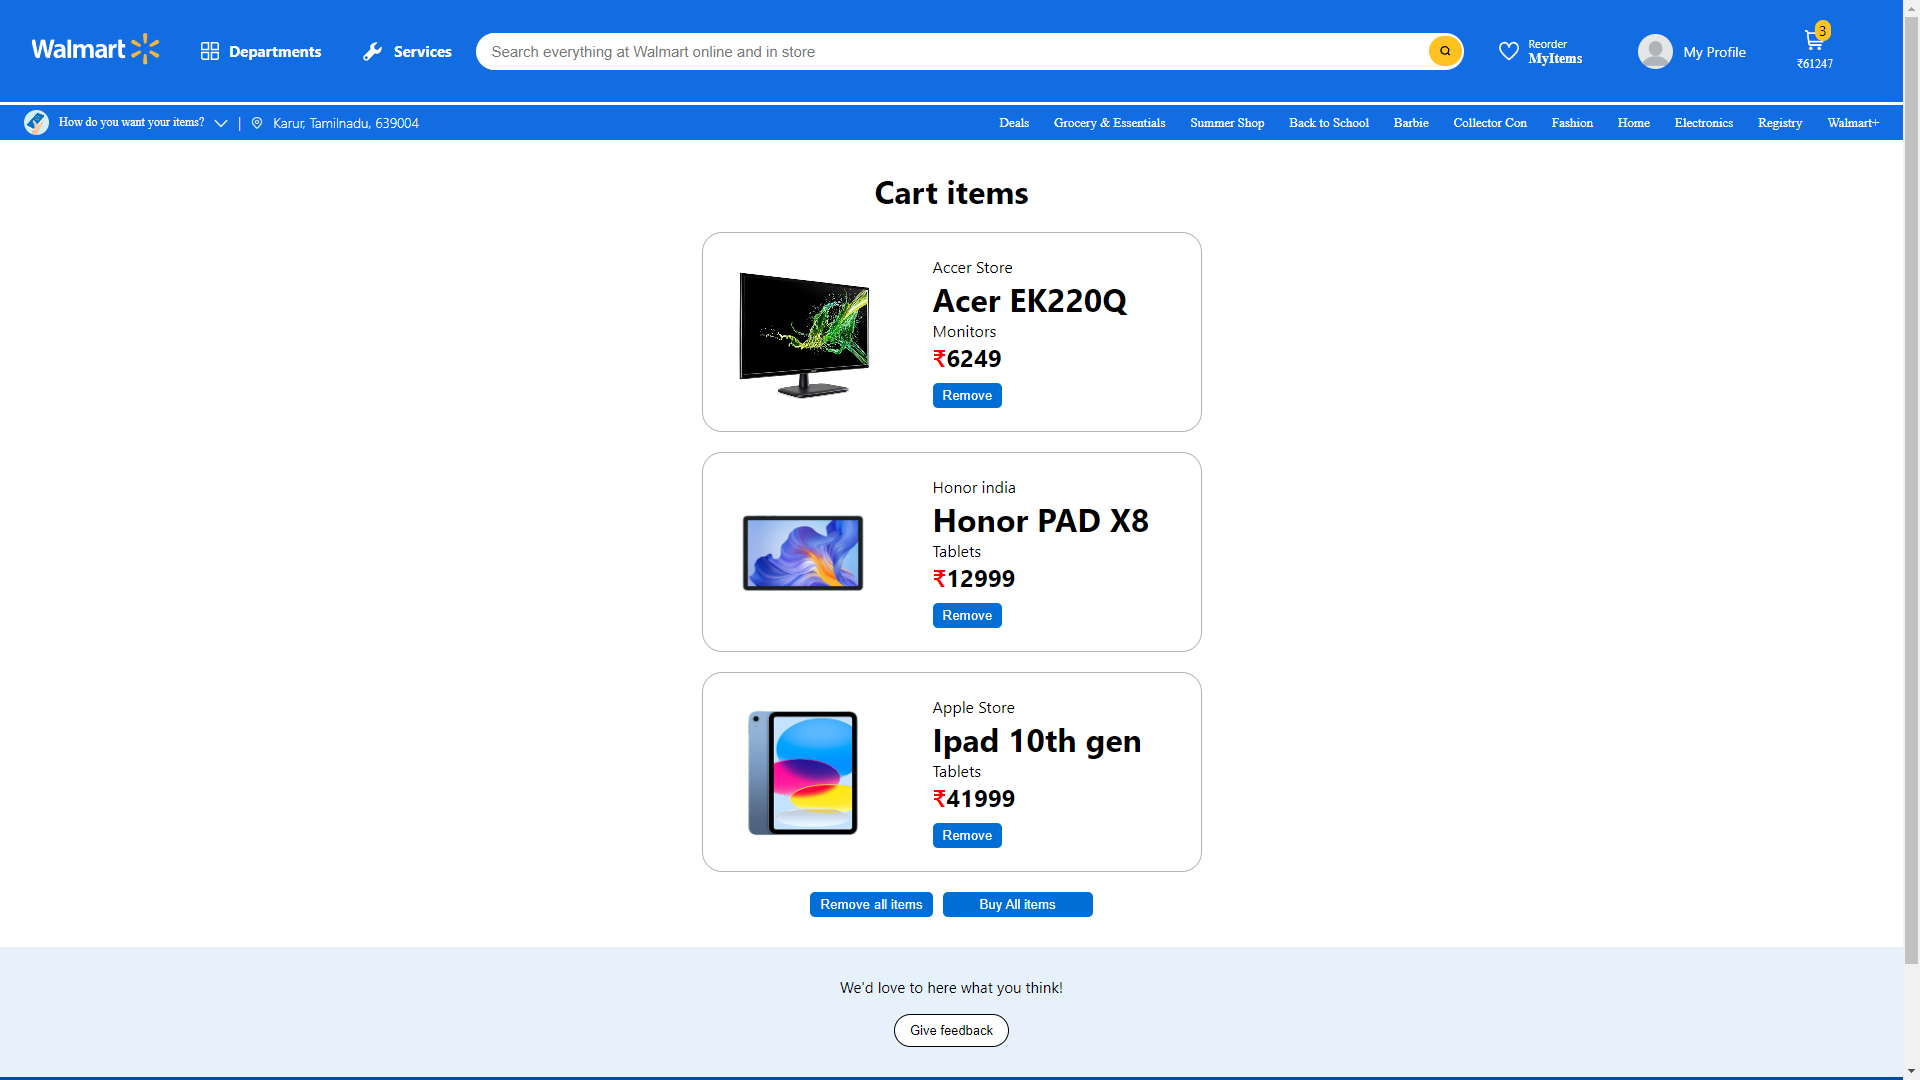 Walmart
Departments
Services
Search everything at Walmart online and in store
Reorder
MyItems
My Profile
3
₹61247
How do you want your items?
|
Karur, Tamilnadu, 639004
Deals
Grocery & Essentials
Summer Shop
Back to School
Barbie
Collector Con
Fashion
Home
Electronics
Registry
Walmart+
Cart items
Accer Store
Acer EK220Q
Monitors
₹6249
Remove
Honor india
Honor PAD X8
Tablets
₹12999
Remove
Apple Store
Ipad 10th gen
Tablets
₹41999
Remove
Remove all items
Buy All items
We'd love to here what you think!
Give feedback